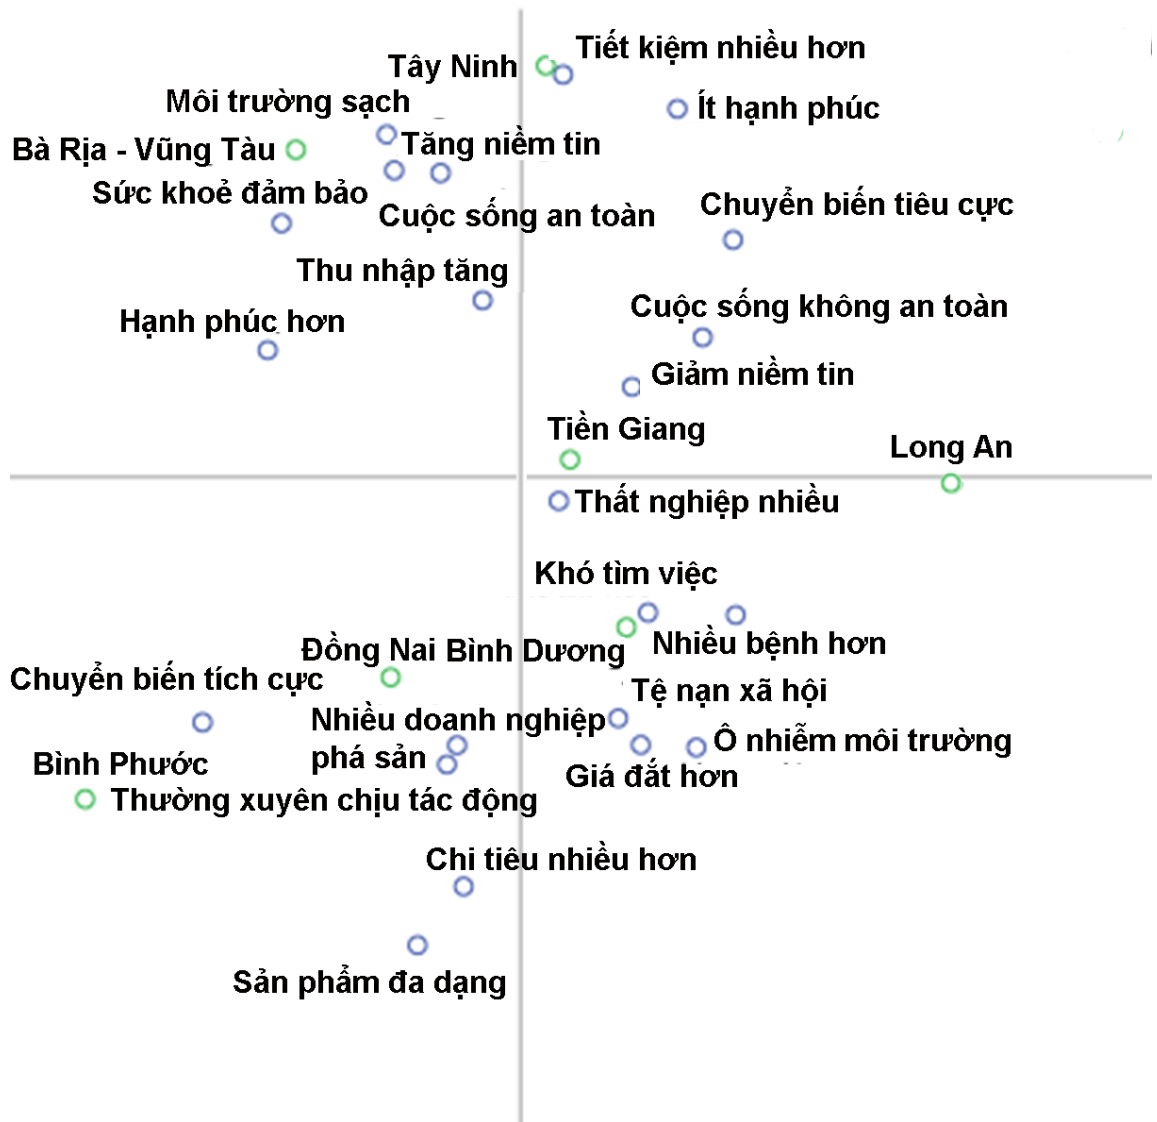 Tiết kiệm nhiều hơn
Tây Ninh
Môi trường sạch
Ít hạnh phúc
Tăng niềm tin
Bà Rịa - Vũng Tàu
Sức khoẻ đảm bảo
Cuộc sống an toàn
Chuyển biến tiêu cực
Thu nhập tăng
Cuộc sống không an toàn
Hạnh phúc hơn
Giảm niềm tin
Tiền Giang
Long An
Thất nghiệp nhiều
Khó tìm việc
Nhiều bệnh hơn
Đồng Nai
Bình Dương
Chuyển biến tích cực
Tệ nạn xã hội
Nhiều doanh nghiệp
phá sản
Ô nhiễm môi trường
Giá đắt hơn
Bình Phước
Thường xuyên chịu tác động
Chi tiêu nhiều hơn
Sản phẩm đa dạng